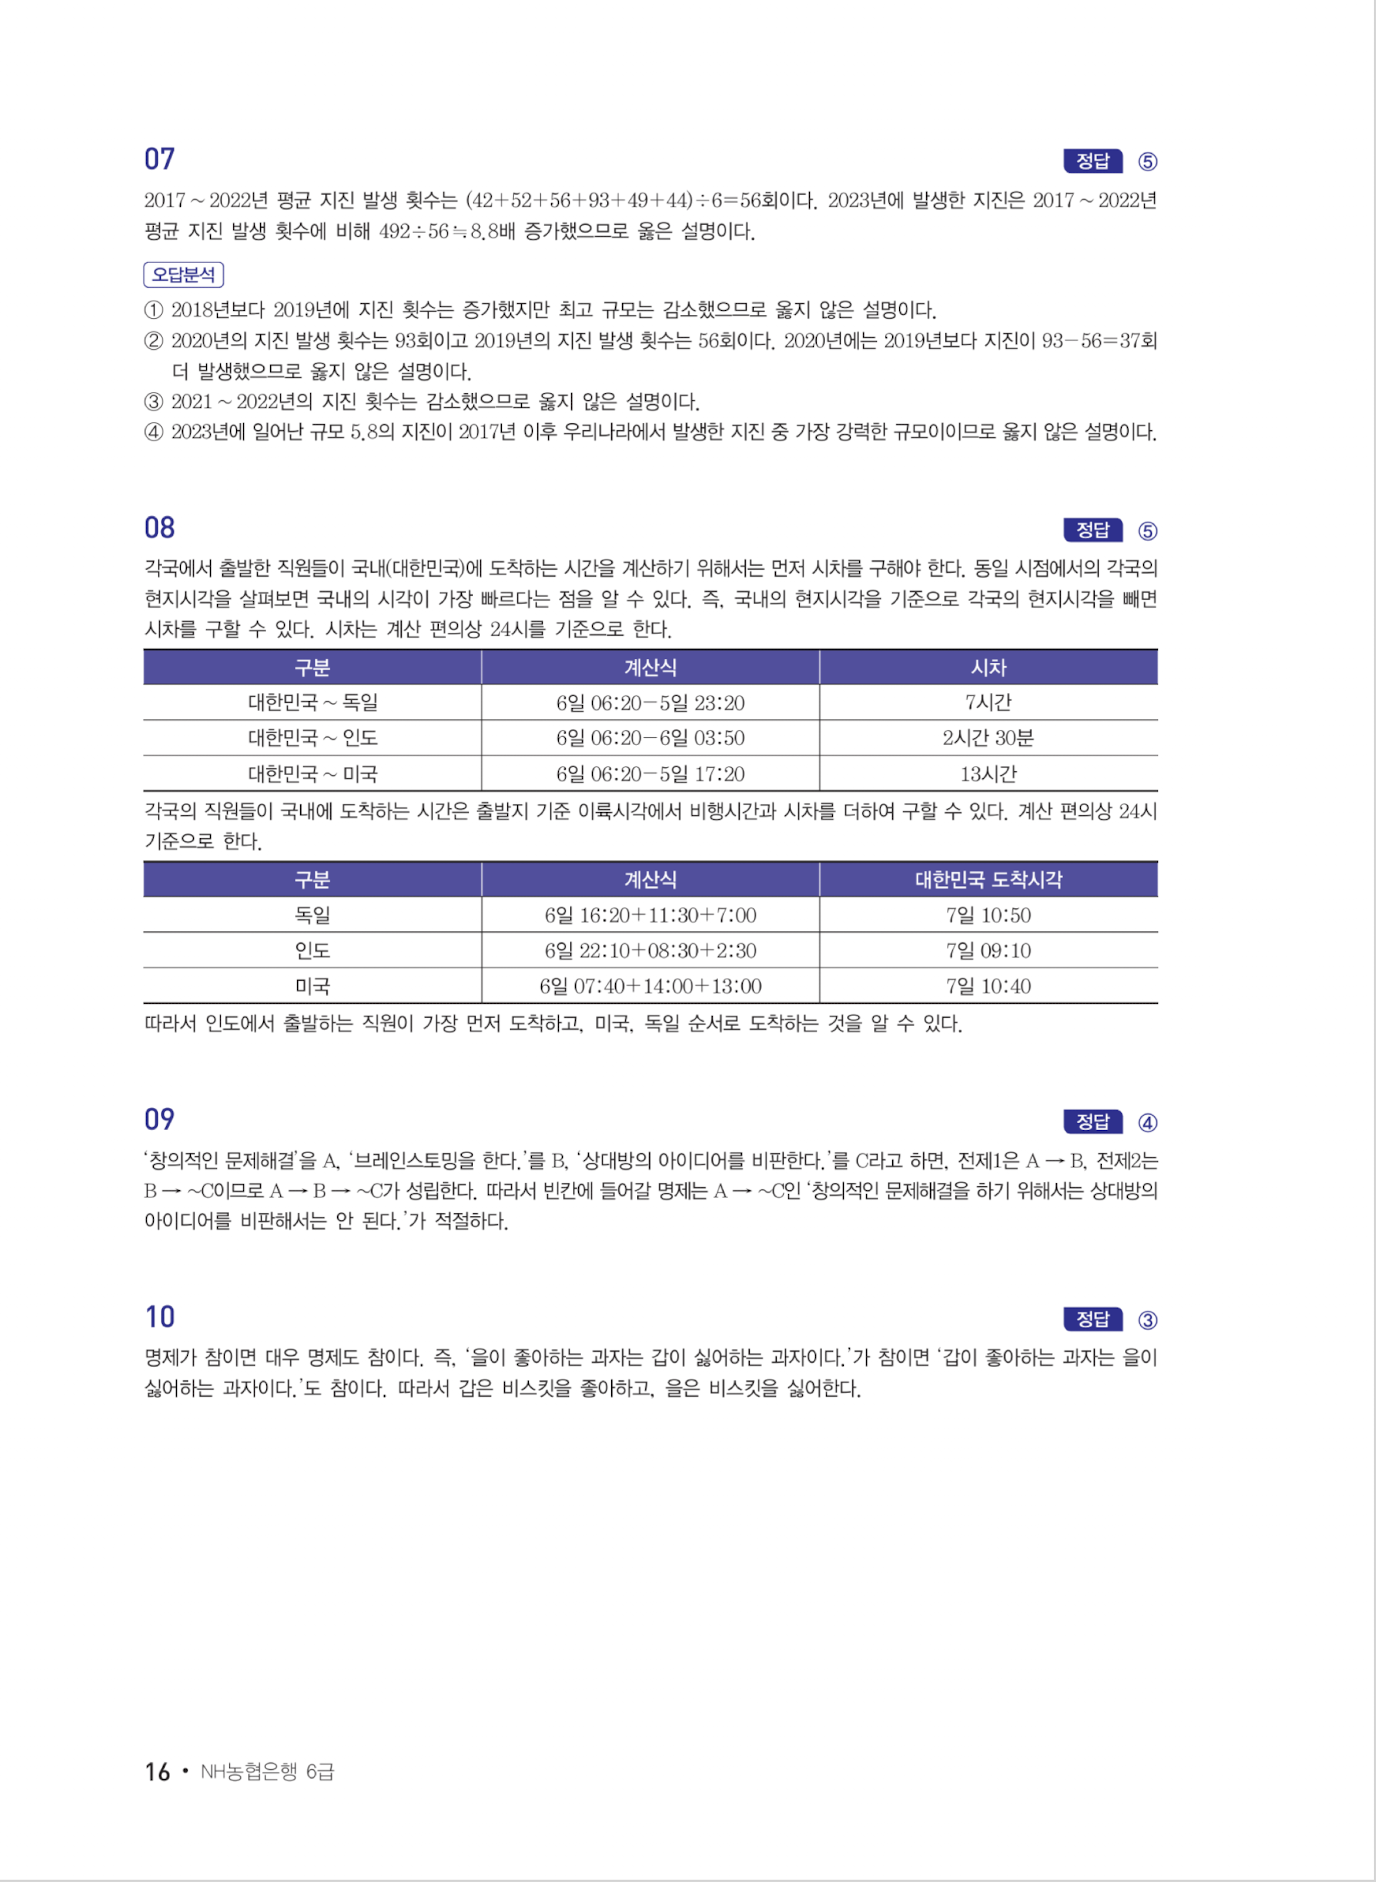 07
정답 ⑤
2017 ~ 2022년 평균 지진 발생 횟수는 (42+52+56+93+49+44)÷6=56회이다. 2023년에 발생한 지진은 2017 ~ 2022년
평균 지진 발생 횟수에 비해 492÷56≒8.8배 증가했으므로 옳은 설명이다.
오답분석
① 2018년보다 2019년에 지진 횟수는 증가했지만 최고 규모는 감소했으므로 옳지 않은 설명이다.
② 2020년의 지진 발생 횟수는 93회이고 2019년의 지진 발생 횟수는 56회이다. 2020년에는 2019년보다 지진이 93-56=37회
더 발생했으므로 옳지 않은 설명이다.
③ 2021 ~ 2022년의 지진 횟수는 감소했으므로 옳지 않은 설명이다.
④ 2023년에 일어난 규모 5.8의 지진이 2017년 이후 우리나라에서 발생한 지진 중 가장 강력한 규모이이므로 옳지 않은 설명이다.
08
정답 ⑤
각국에서 출발한 직원들이 국내(대한민국)에 도착하는 시간을 계산하기 위해서는 먼저 시차를 구해야 한다. 동일 시점에서의 각국의
현지시각을 살펴보면 국내의 시각이 가장 빠르다는 점을 알 수 있다. 즉, 국내의 현지시각을 기준으로 각국의 현지시각을 빼면
시차를 구할 수 있다. 시차는 계산 편의상 24시를 기준으로 한다.
구분 계산식 시차
대한민국 ~ 독일 6일 06:20-5일 23:20 7시간
대한민국 ~ 인도 6일 06:20-6일 03:50 2시간 30분
대한민국 ~ 미국 6일 06:20-5일 17:20 13시간
각국의 직원들이 국내에 도착하는 시간은 출발지 기준 이륙시각에서 비행시간과 시차를 더하여 구할 수 있다. 계산 편의상 24시
기준으로 한다.
구분 계산식 대한민국 도착시각
독일 6일 16:20+11:30+7:00 7일 10:50
인도 6일 22:10+08:30+2:30 7일 09:10
미국 6일 07:40+14:00+13:00 7일 10:40
따라서 인도에서 출발하는 직원이 가장 먼저 도착하고, 미국, 독일 순서로 도착하는 것을 알 수 있다.
09
정답 ④
‘창의적인 문제해결’을 A, ‘브레인스토밍을 한다.’를 B, ‘상대방의 아이디어를 비판한다.’를 C라고 하면, 전제1은 A → B, 전제2는
B → ~C이므로 A → B → ~C가 성립한다. 따라서 빈칸에 들어갈 명제는 A → ~C인 ‘창의적인 문제해결을 하기 위해서는 상대방의
아이디어를 비판해서는 안 된다.’가 적절하다.
10
정답 ③
명제가 참이면 대우 명제도 참이다. 즉, ‘을이 좋아하는 과자는 갑이 싫어하는 과자이다.’가 참이면 ‘갑이 좋아하는 과자는 을이
싫어하는 과자이다.’도 참이다. 따라서 갑은 비스킷을 좋아하고, 을은 비스킷을 싫어한다.
16 • NH농협은행 6급